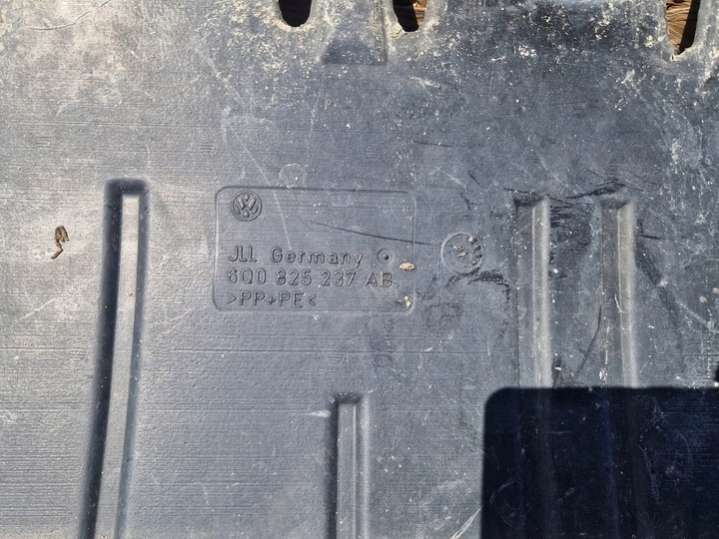 JLL Germany
6Q0 825 237 AB
>PP+PE<